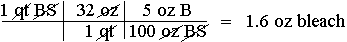 1 qt BS 32 oz 5 oz B
1 qt 100 oz BS = 1.6 oz bleach